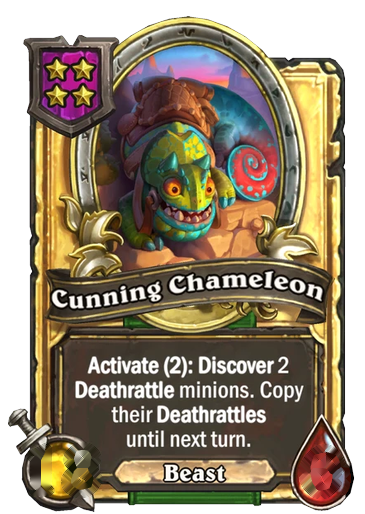 Cunning Chameleon
Activate (2): Discover 2
Deathrattle minions. Copy
their Deathrattles
until next turn.
Beast